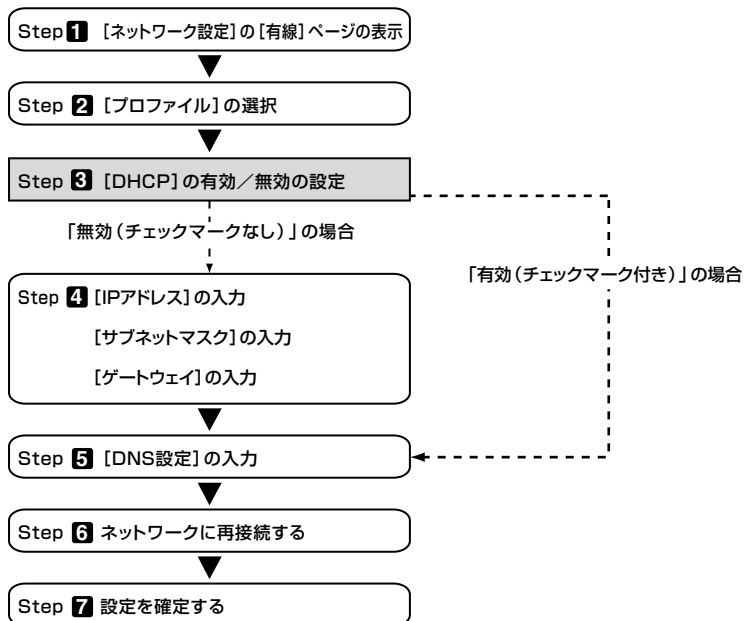 Step 1 [ネットワーク設定]の[有線]ページの表示
Step 2 [プロファイル]の選択
Step 3 [DHCP]の有効／無効の設定
「無効（チェックマークなし）」の場合
「有効（チェックマーク付き）」の場合
Step 4 [IPアドレス]の入力
[サブネットマスク]の入力
[ゲートウェイ]の入力
Step 5 [DNS設定]の入力
Step 6 ネットワークに再接続する
Step 7 設定を確定する